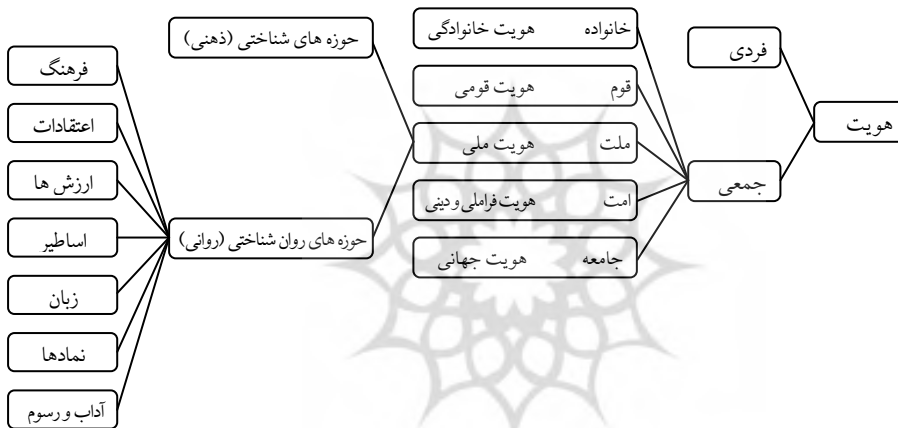 هویت
فردی
جمعی
خانواده هویت خانوادگی
قوم هویت قومی
ملت هویت ملی
امت هویت فراملی و دینی
جامعه هویت جهانی
حوزه های شناختی (ذهنی)
حوزه های روان شناختی (روانی)
فرهنگ
اعتقادات
ارزش ها
اساطیر
زبان
نمادها
آداب و رسوم